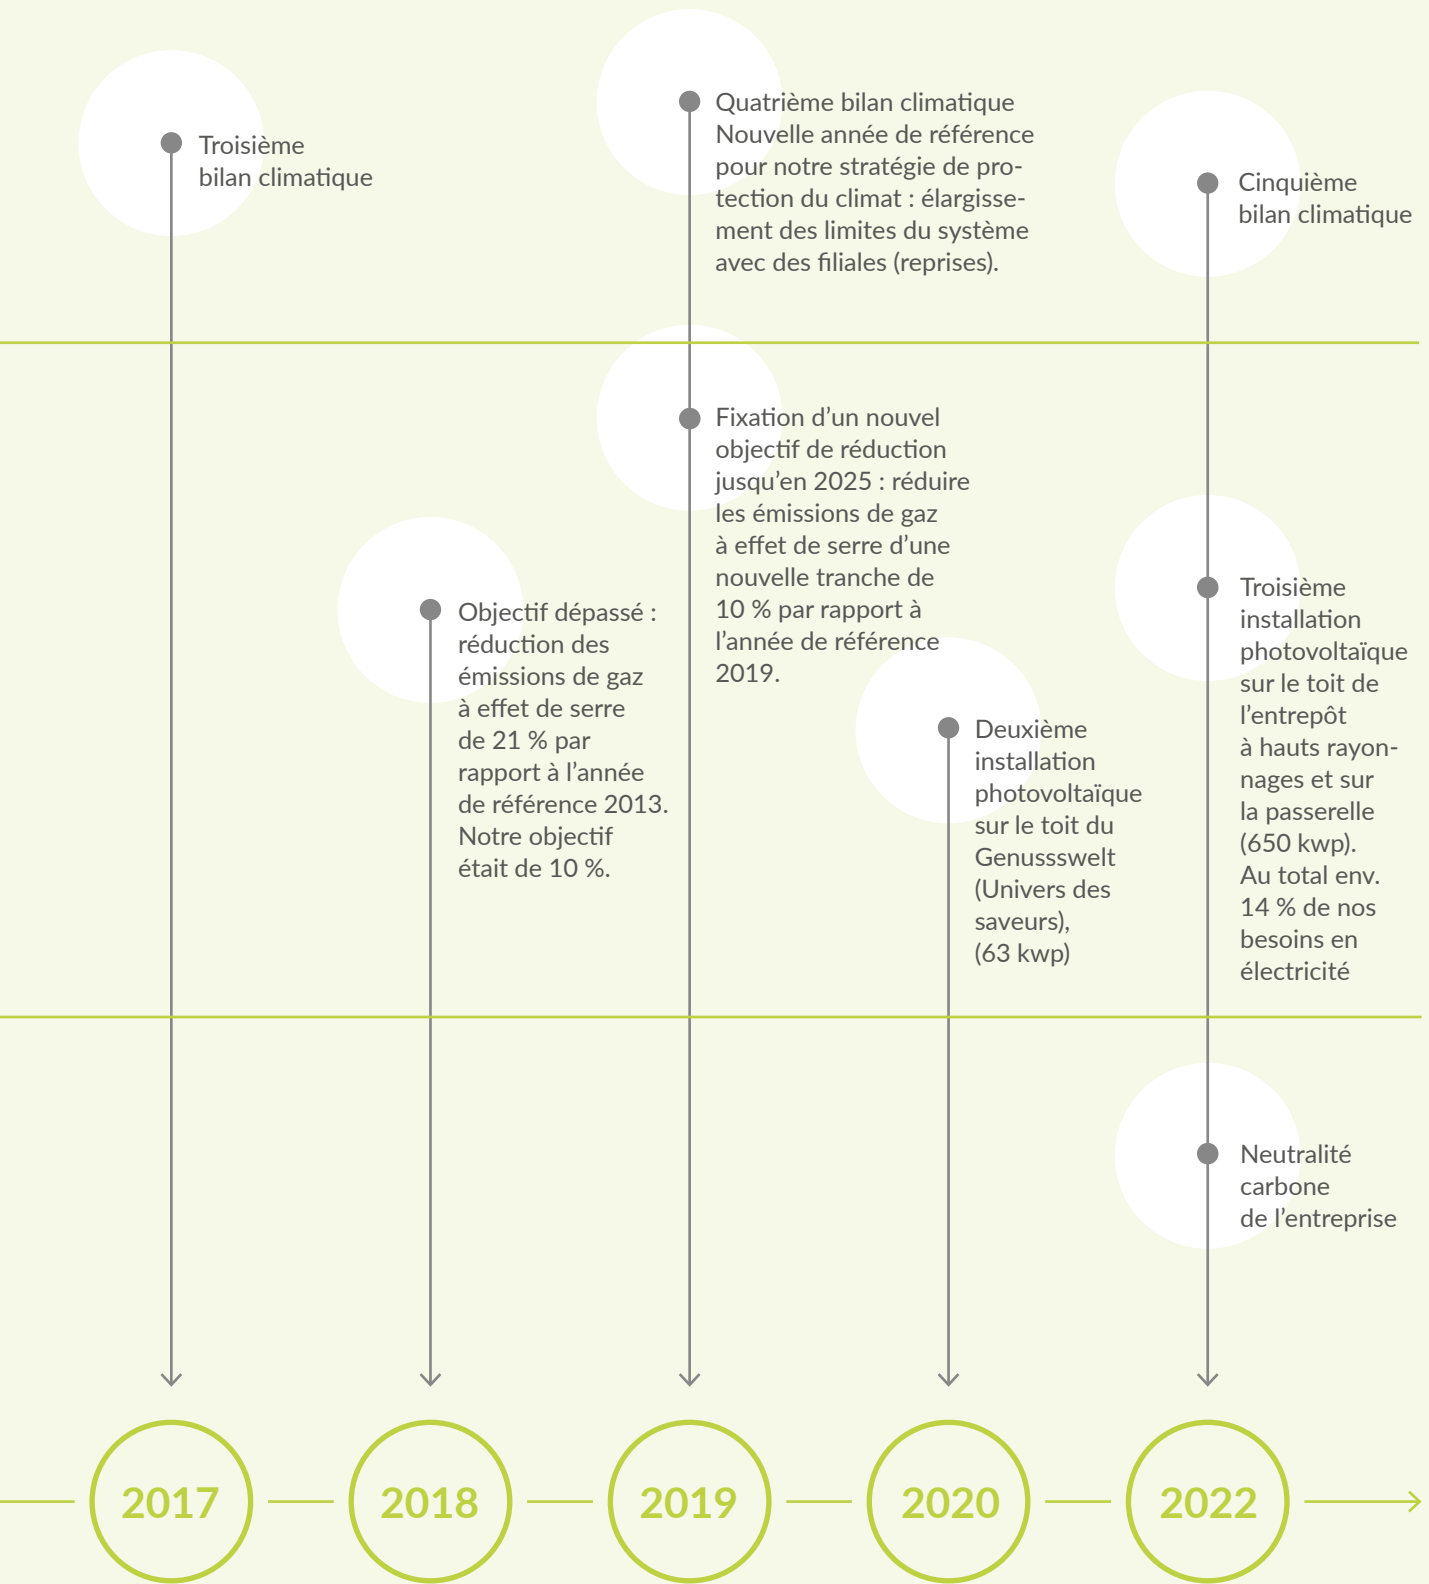 Troisième
bilan climatique
Quatrième bilan climatique
Nouvelle année de référence
pour notre stratégie de pro-
tection du climat : élargisse-
ment des limites du système
avec des filiales (reprises).
Cinquième
bilan climatique
Objectif dépassé :
réduction des
émissions de gaz
à effet de serre
de 21 % par
rapport à l’année
de référence 2013.
Notre objectif
était de 10 %.
Fixation d’un nouvel
objectif de réduction
jusqu’en 2025 : réduire
les émissions de gaz
à effet de serre d’une
nouvelle tranche de
10 % par rapport à
l’année de référence
2019.
Deuxième
installation
photovoltaïque
sur le toit du
Genussswelt
(Univers des
saveurs),
(63 kwp)
Troisième
installation
photovoltaïque
sur le toit de
l’entrepôt
à hauts rayon-
nages et sur
la passerelle
(650 kwp).
Au total env.
14 % de nos
besoins en
électricité
Neutralité
carbone
de l’entreprise
2017
2018
2019
2020
2022